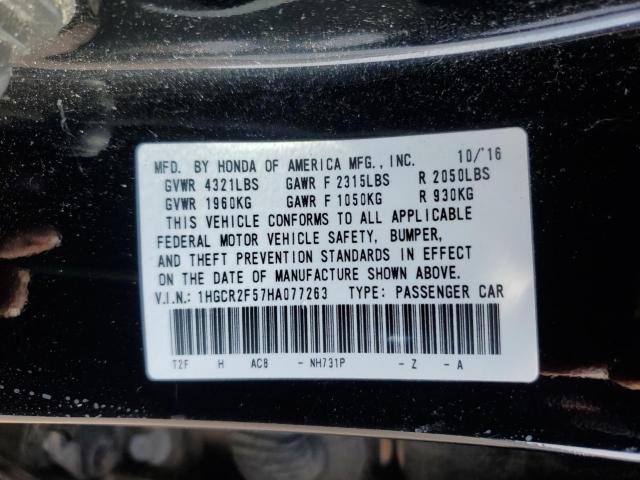 MFD. BY HONDA OF AMERICA MFG., INC. 10/'16
GVWR 4321LBS GAWR F 2315LBS R 2050LBS
GVWR 1960KG GAWR F 1050KG R 930KG
THIS VEHICLE CONFORMS TO ALL APPLICABLE
FEDERAL MOTOR VEHICLE SAFETY, BUMPER,
AND THEFT PREVENTION STANDARDS IN EFFECT
ON THE DATE OF MANUFACTURE SHOWN ABOVE.
V.I.N.: 1HGCR2F57HA077263 TYPE: PASSENGER CAR
T2F H AC8 - NH731P - Z - A